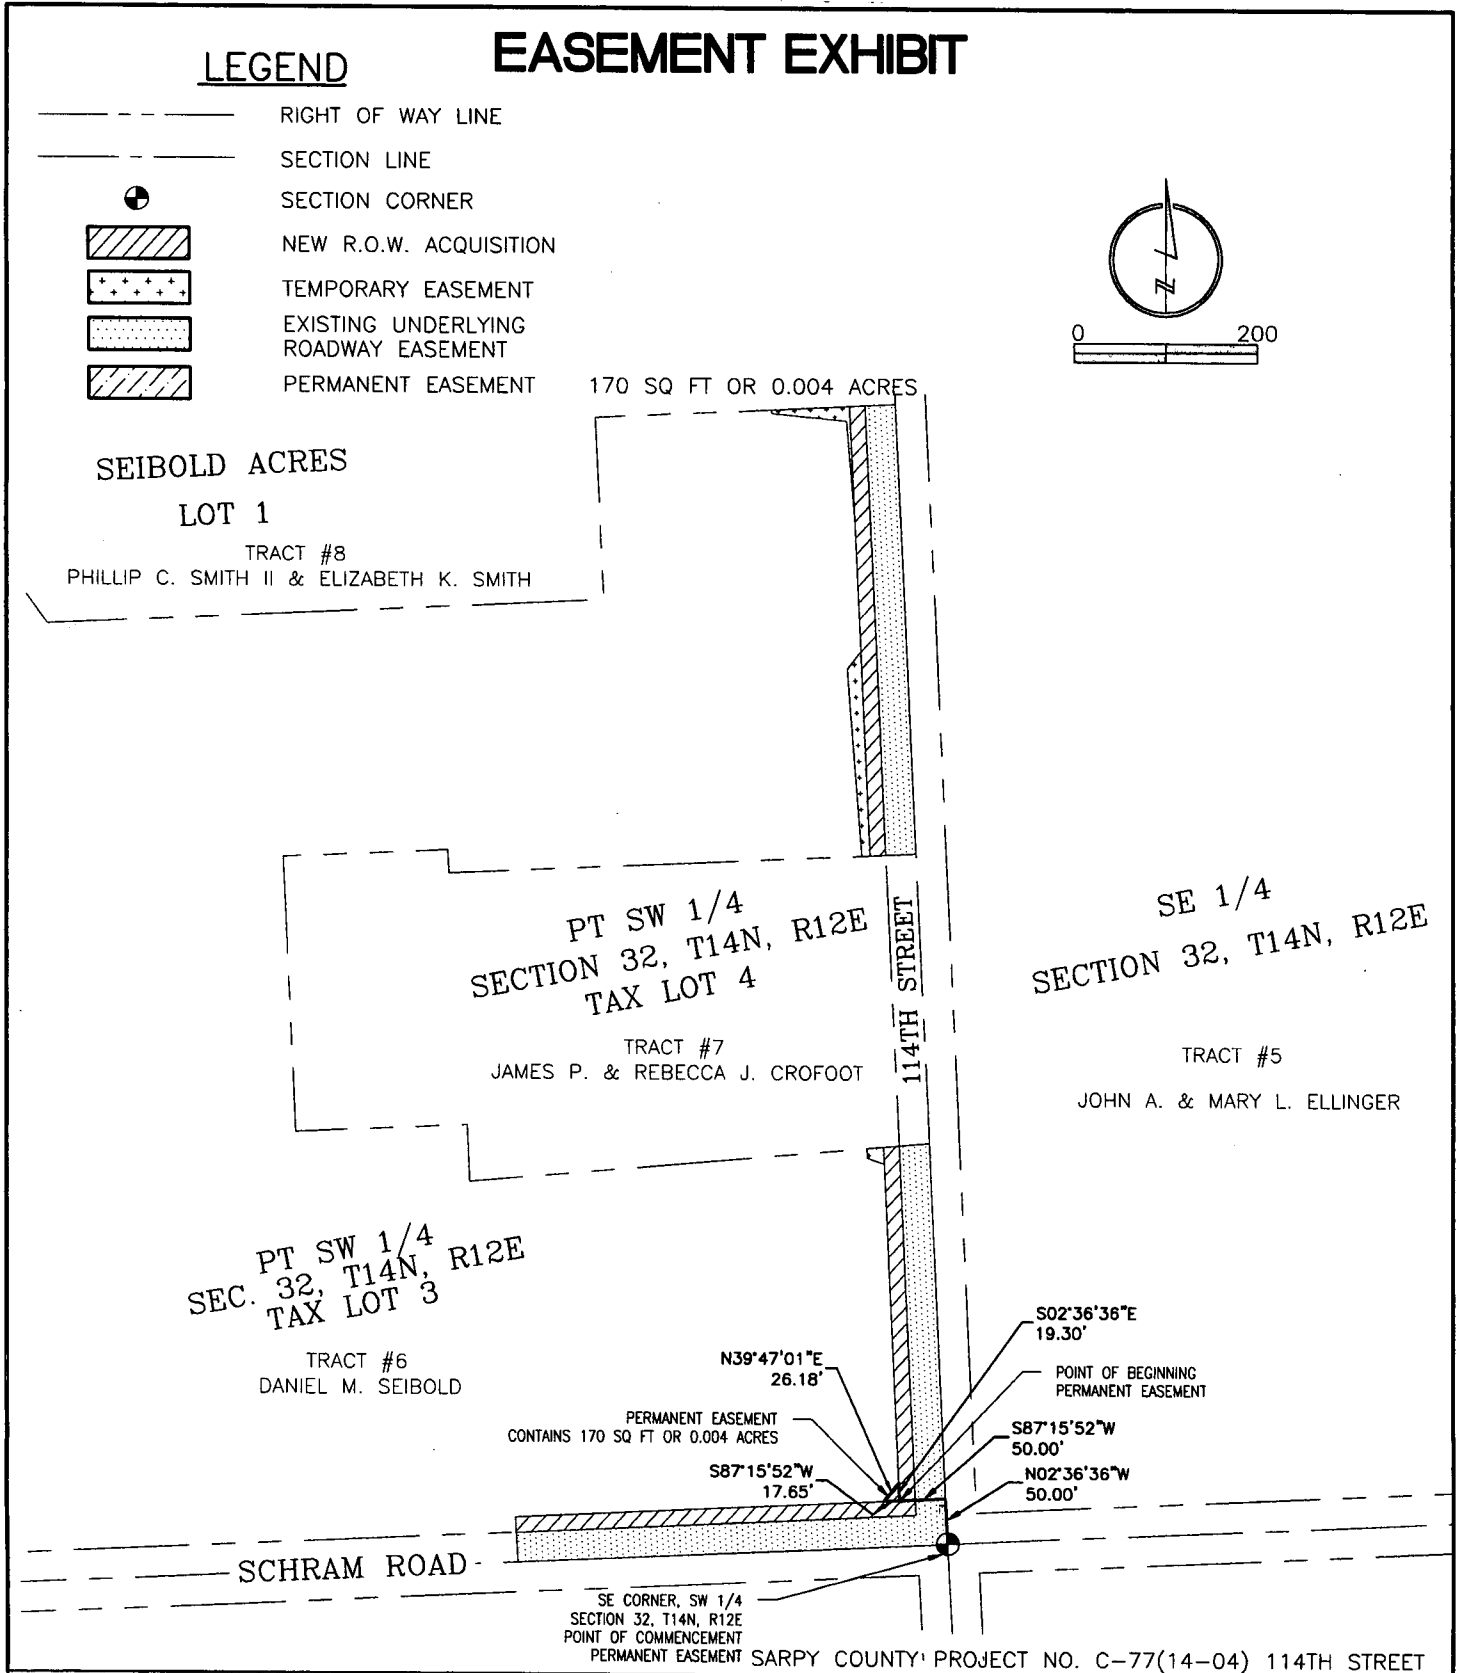 EASEMENT EXHIBIT
LEGEND
RIGHT OF WAY LINE
SECTION LINE
SECTION CORNER
NEW R.O.W. ACQUISITION
TEMPORARY EASEMENT
EXISTING UNDERLYING
ROADWAY EASEMENT
PERMANENT EASEMENT 170 SQ FT OR 0.004 ACRES
N
0 200
SEIBOLD ACRES
LOT 1
TRACT #8
PHILLIP C. SMITH II & ELIZABETH K. SMITH
PT SW 1/4
SECTION 32, T14N, R12E
TAX LOT 4
TRACT #7
JAMES P. & REBECCA J. CROFOOT
114TH STREET
SE 1/4
SECTION 32, T14N, R12E
TRACT #5
JOHN A. & MARY L. ELLINGER
PT SW 1/4
SEC. 32, T14N, R12E
TAX LOT 3
TRACT #6
DANIEL M. SEIBOLD
S02°36'36"E
19.30'
N39°47'01"E
26.18'
POINT OF BEGINNING
PERMANENT EASEMENT
PERMANENT EASEMENT
CONTAINS 170 SQ FT OR 0.004 ACRES
S87°15'52"W
50.00'
S87°15'52"W
17.65'
N02°36'36"W
50.00'
SCHRAM ROAD
SE CORNER, SW 1/4
SECTION 32, T14N, R12E
POINT OF COMMENCEMENT
PERMANENT EASEMENT
SARPY COUNTY PROJECT NO. C-77(14-04) 114TH STREET